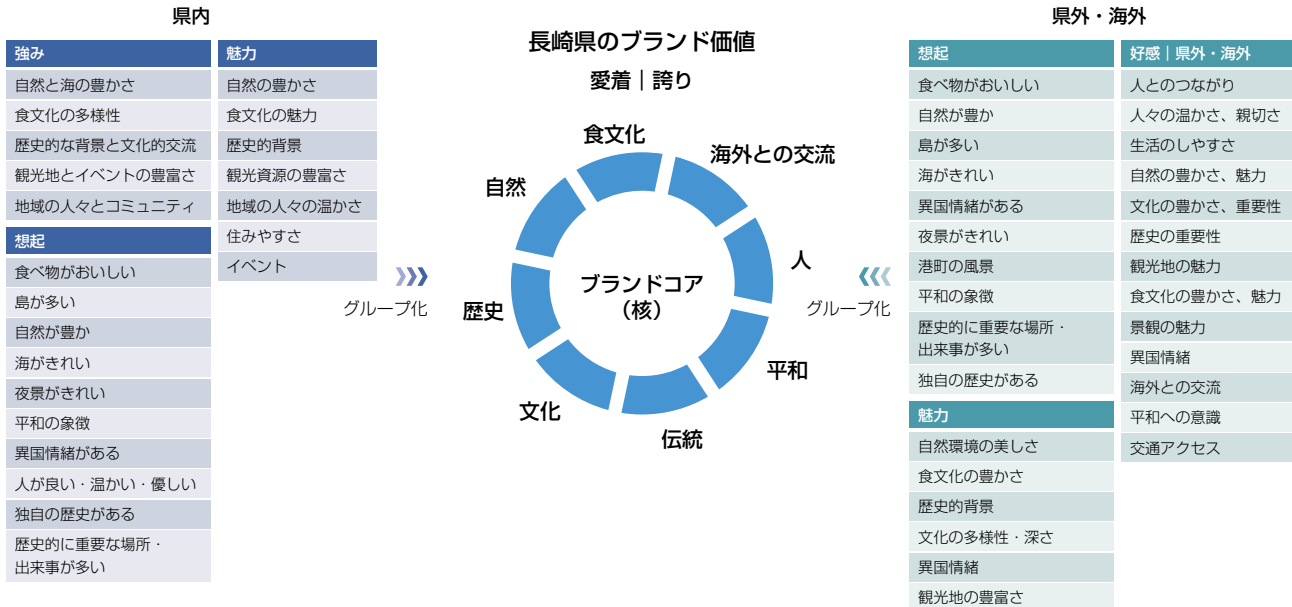 県内
強み
自然と海の豊かさ
食文化の多様性
歴史的な背景と文化的交流
観光地とイベントの豊富さ
地域の人々とコミュニティ
想起
食べ物がおいしい
島が多い
自然が豊か
海がきれい
夜景がきれい
平和の象徴
異国情緒がある
人が良い・温かい・優しい
独自の歴史がある
歴史的に重要な場所・
出来事が多い
魅力
自然の豊かさ
食文化の魅力
歴史的背景
観光資源の豊富さ
地域の人々の温かさ
住みやすさ
イベント
グループ化
長崎県のブランド価値
愛着｜誇り
食文化
海外との交流
自然
人
ブランドコア
（核）
歴史
平和
文化
伝統
グループ化
県外・海外
想起
食べ物がおいしい
自然が豊か
島が多い
海がきれい
異国情緒がある
夜景がきれい
港町の風景
平和の象徴
歴史的に重要な場所・
出来事が多い
独自の歴史がある
魅力
自然環境の美しさ
食文化の豊かさ
歴史的背景
文化の多様性・深さ
異国情緒
観光地の豊富さ
好感｜県外・海外
人とのつながり
人々の温かさ、親切さ
生活のしやすさ
自然の豊かさ、魅力
文化の豊かさ、重要性
歴史の重要性
観光地の魅力
食文化の豊かさ、魅力
景観の魅力
異国情緒
海外との交流
平和への意識
交通アクセス